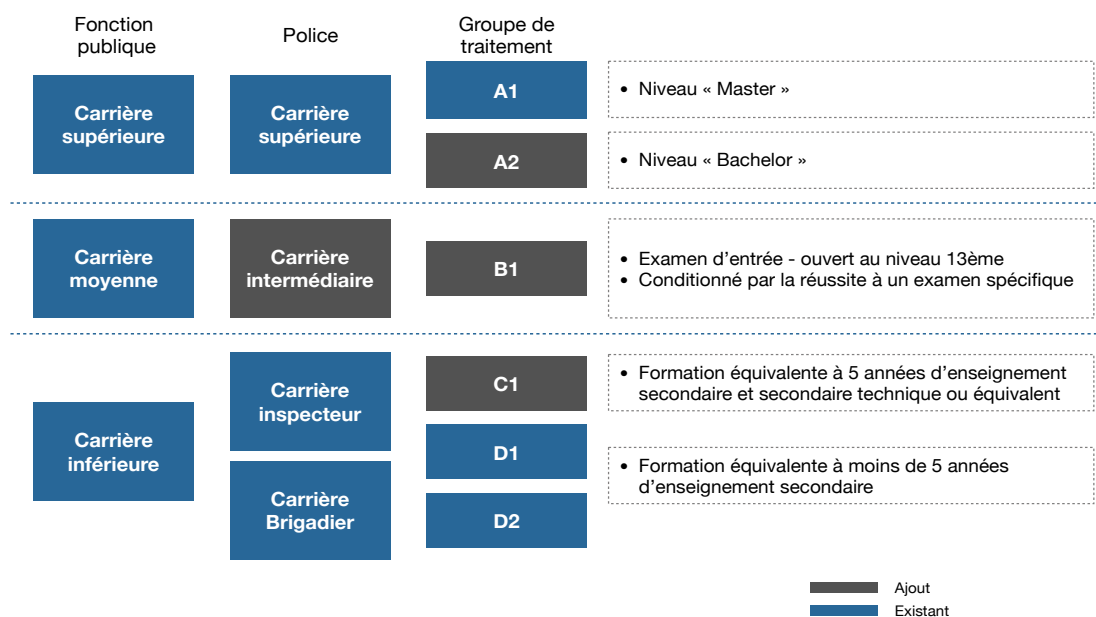 Fonction
publique
Police
Groupe de
traitement
Carrière
supérieure
Carrière
supérieure
A1
• Niveau « Master »
A2
• Niveau « Bachelor »
Carrière
moyenne
Carrière
intermédiaire
B1
• Examen d'entrée - ouvert au niveau 13ème
• Conditionné par la réussite à un examen spécifique
Carrière
inférieure
Carrière
inspecteur
Carrière
Brigadier
C1
• Formation équivalente à 5 années d'enseignement
secondaire et secondaire technique ou équivalent
D1
D2
• Formation équivalente à moins de 5 années
d'enseignement secondaire
Ajout
Existant